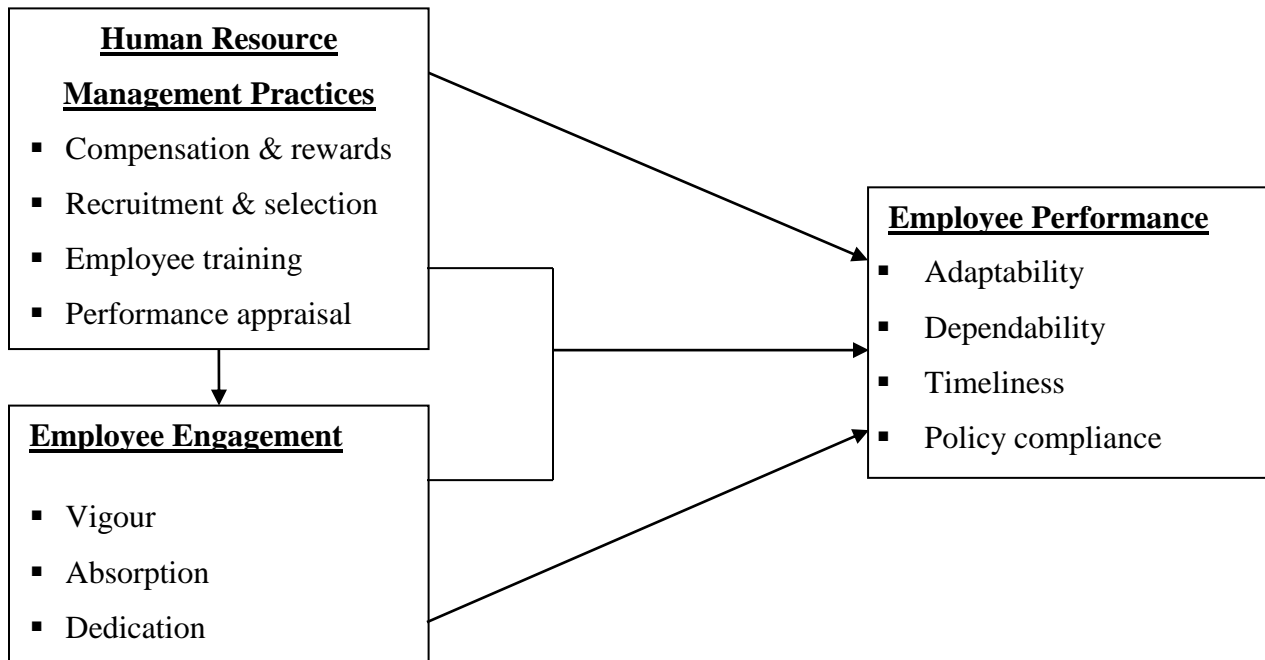 Human Resource
Management Practices
▪ Compensation & rewards
▪ Recruitment & selection
▪ Employee training
▪ Performance appraisal
Employee Engagement
▪ Vigour
▪ Absorption
▪ Dedication
Employee Performance
▪ Adaptability
▪ Dependability
▪ Timeliness
▪ Policy compliance